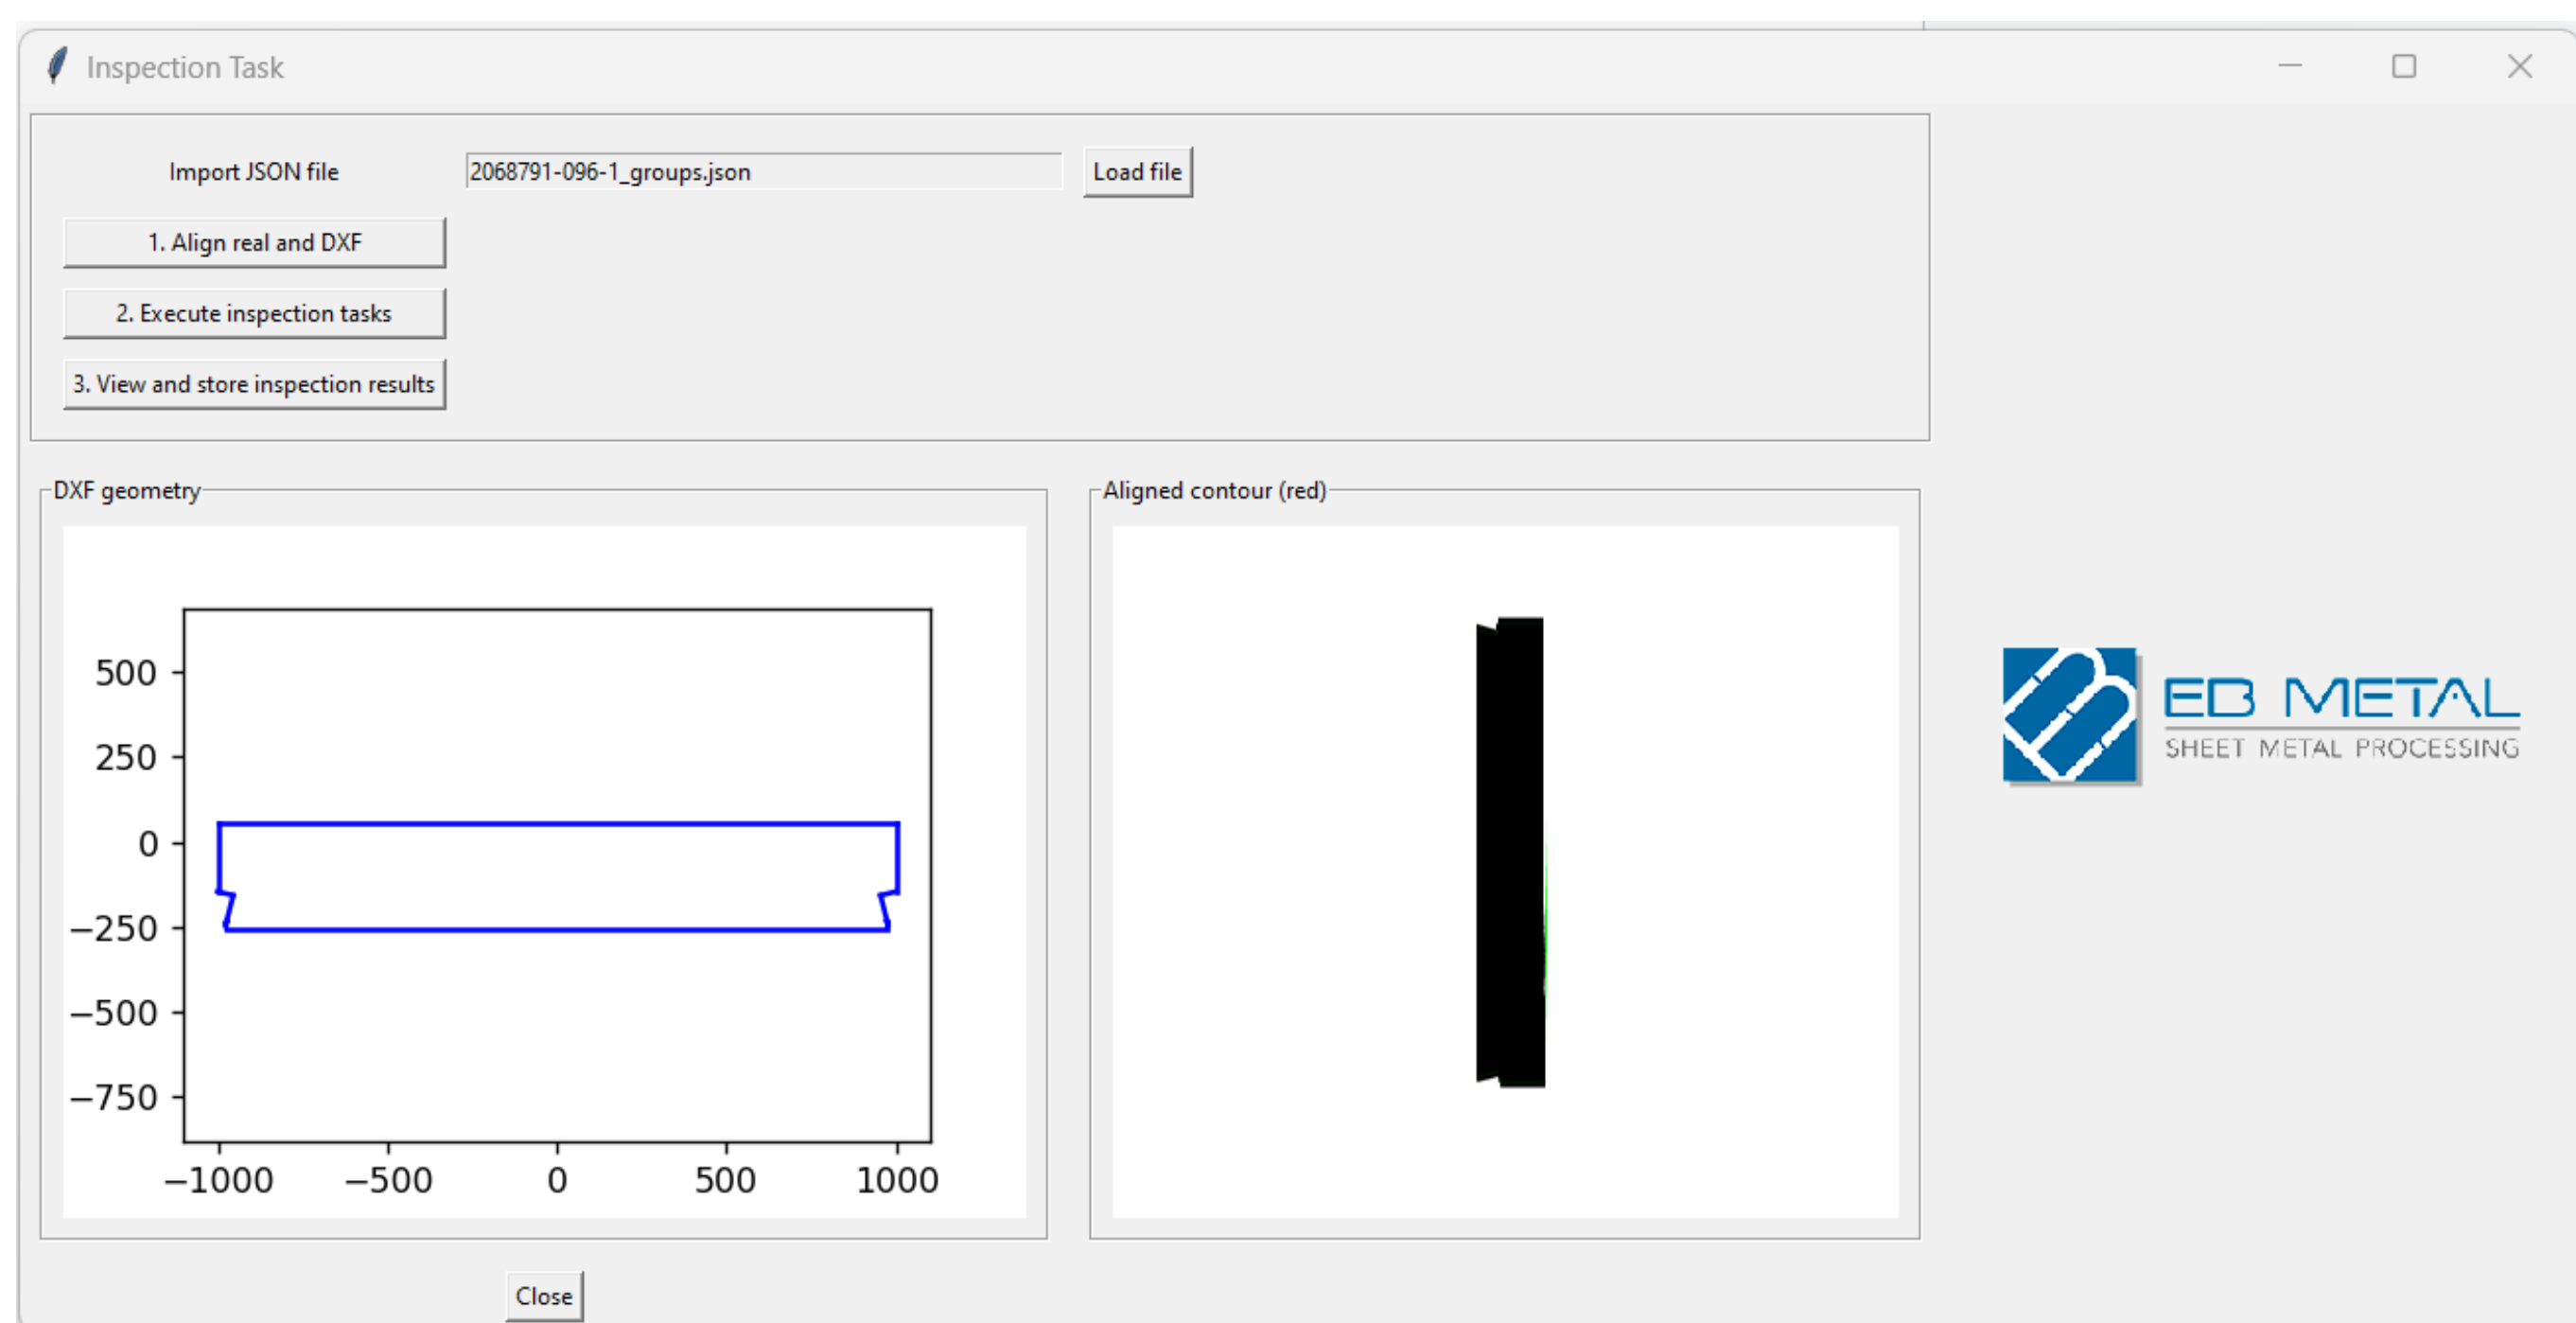 Inspection Task
Import JSON file
2068791-096-1_groups.json
Load file
1. Align real and DXF
2. Execute inspection tasks
3. View and store inspection results
DXF geometry
500
250
0
−250
−500
−750
−1000
−500
0
500
1000
Aligned contour (red)
EB METAL
SHEET METAL PROCESSING
Close